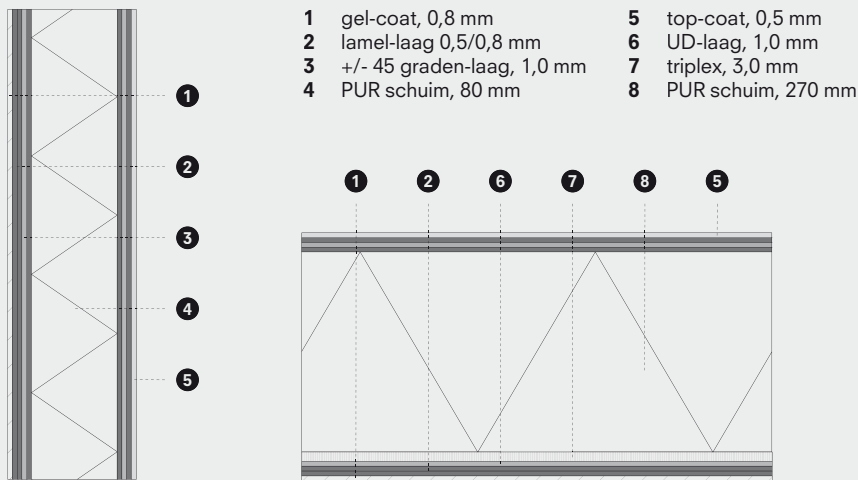 1 gel-coat, 0,8 mm
2 lamel-laag 0,5/0,8 mm
3 +/- 45 graden-laag, 1,0 mm
4 PUR schuim, 80 mm
5 top-coat, 0,5 mm
6 UD-laag, 1,0 mm
7 triplex, 3,0 mm
8 PUR schuim, 270 mm
1
2
3
4
5
1 2 6 7 8 5